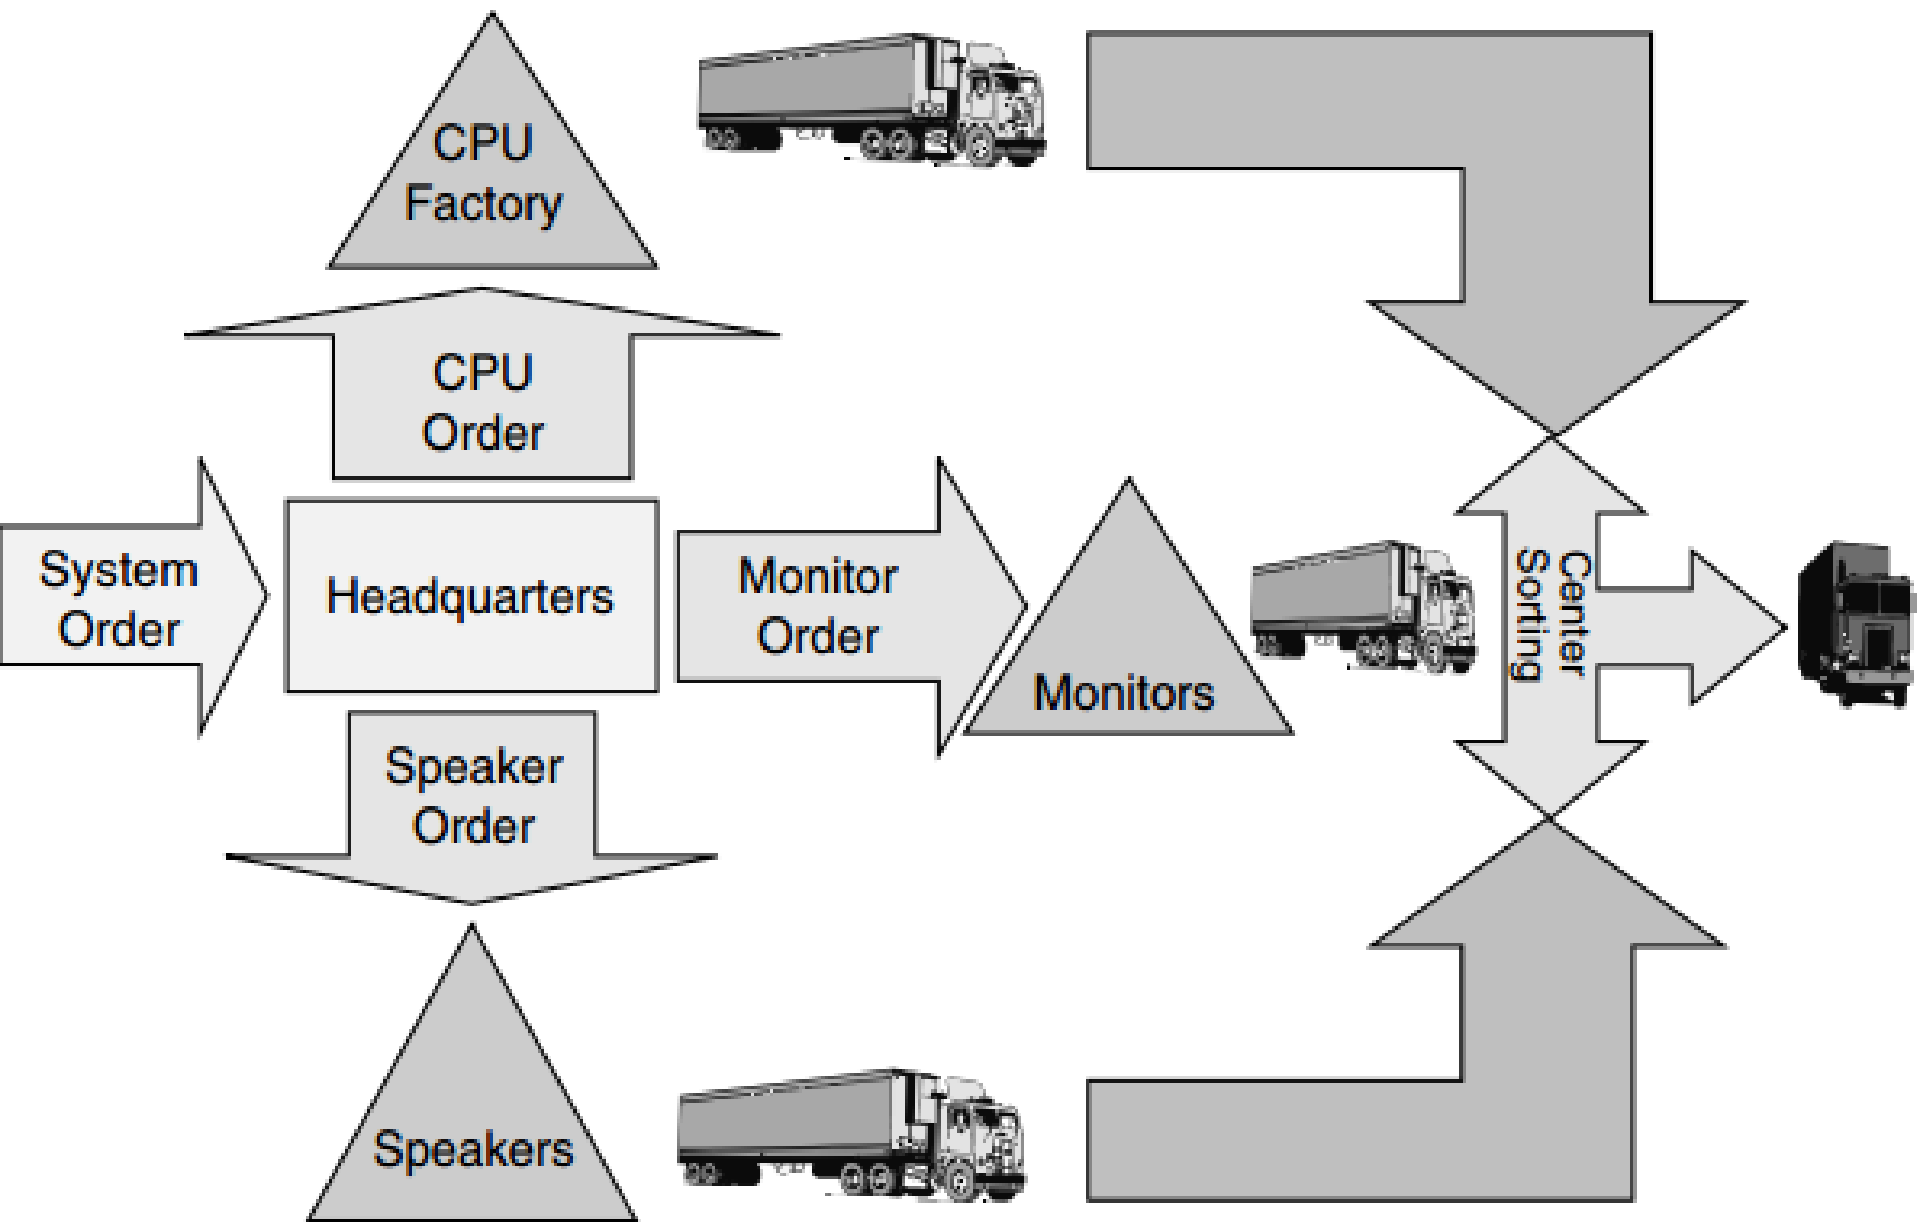 CPU
Factory
CPU
Order
System
Order
Headquarters
Monitor
Order
Monitors
Center
Sorting
Speaker
Order
Speakers